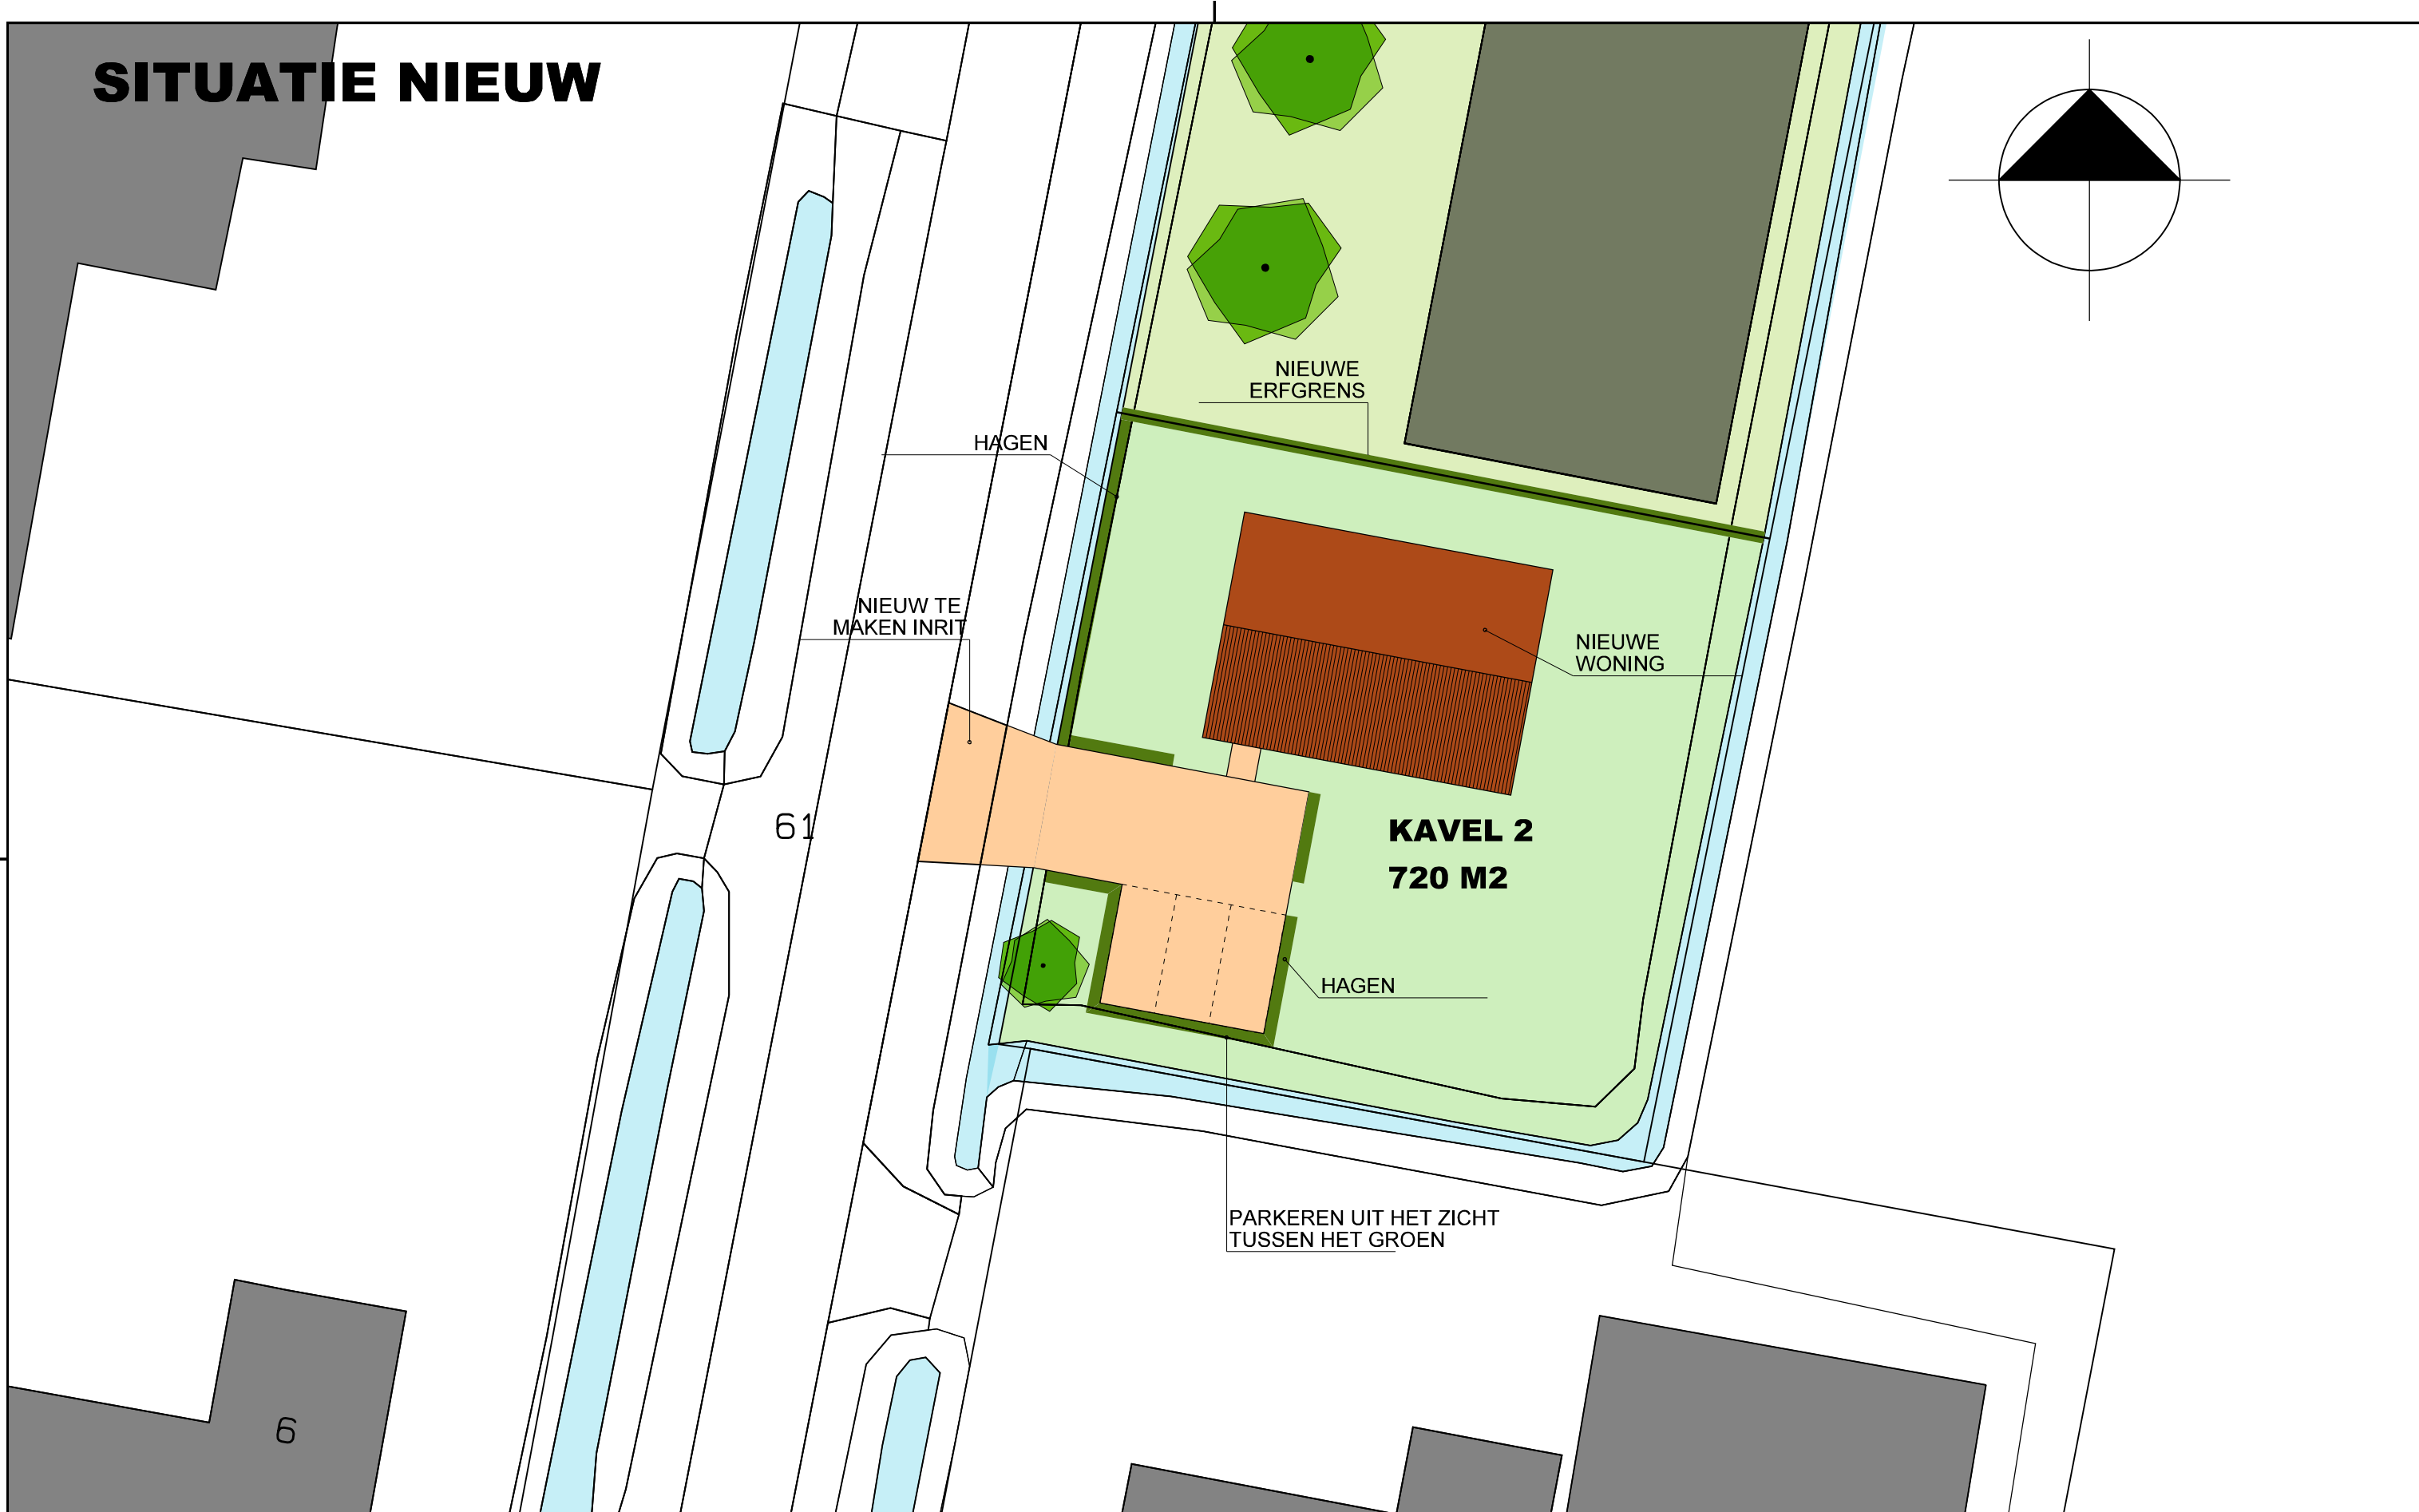 SITUATIE NIEUW
NIEUWE
ERFGRENS
HAGEN
NIEUW TE
MAKEN INRIT
NIEUWE
WONING
61
KAVEL 2
720 M2
HAGEN
PARKEREN UIT HET ZICHT
TUSSEN HET GROEN
6